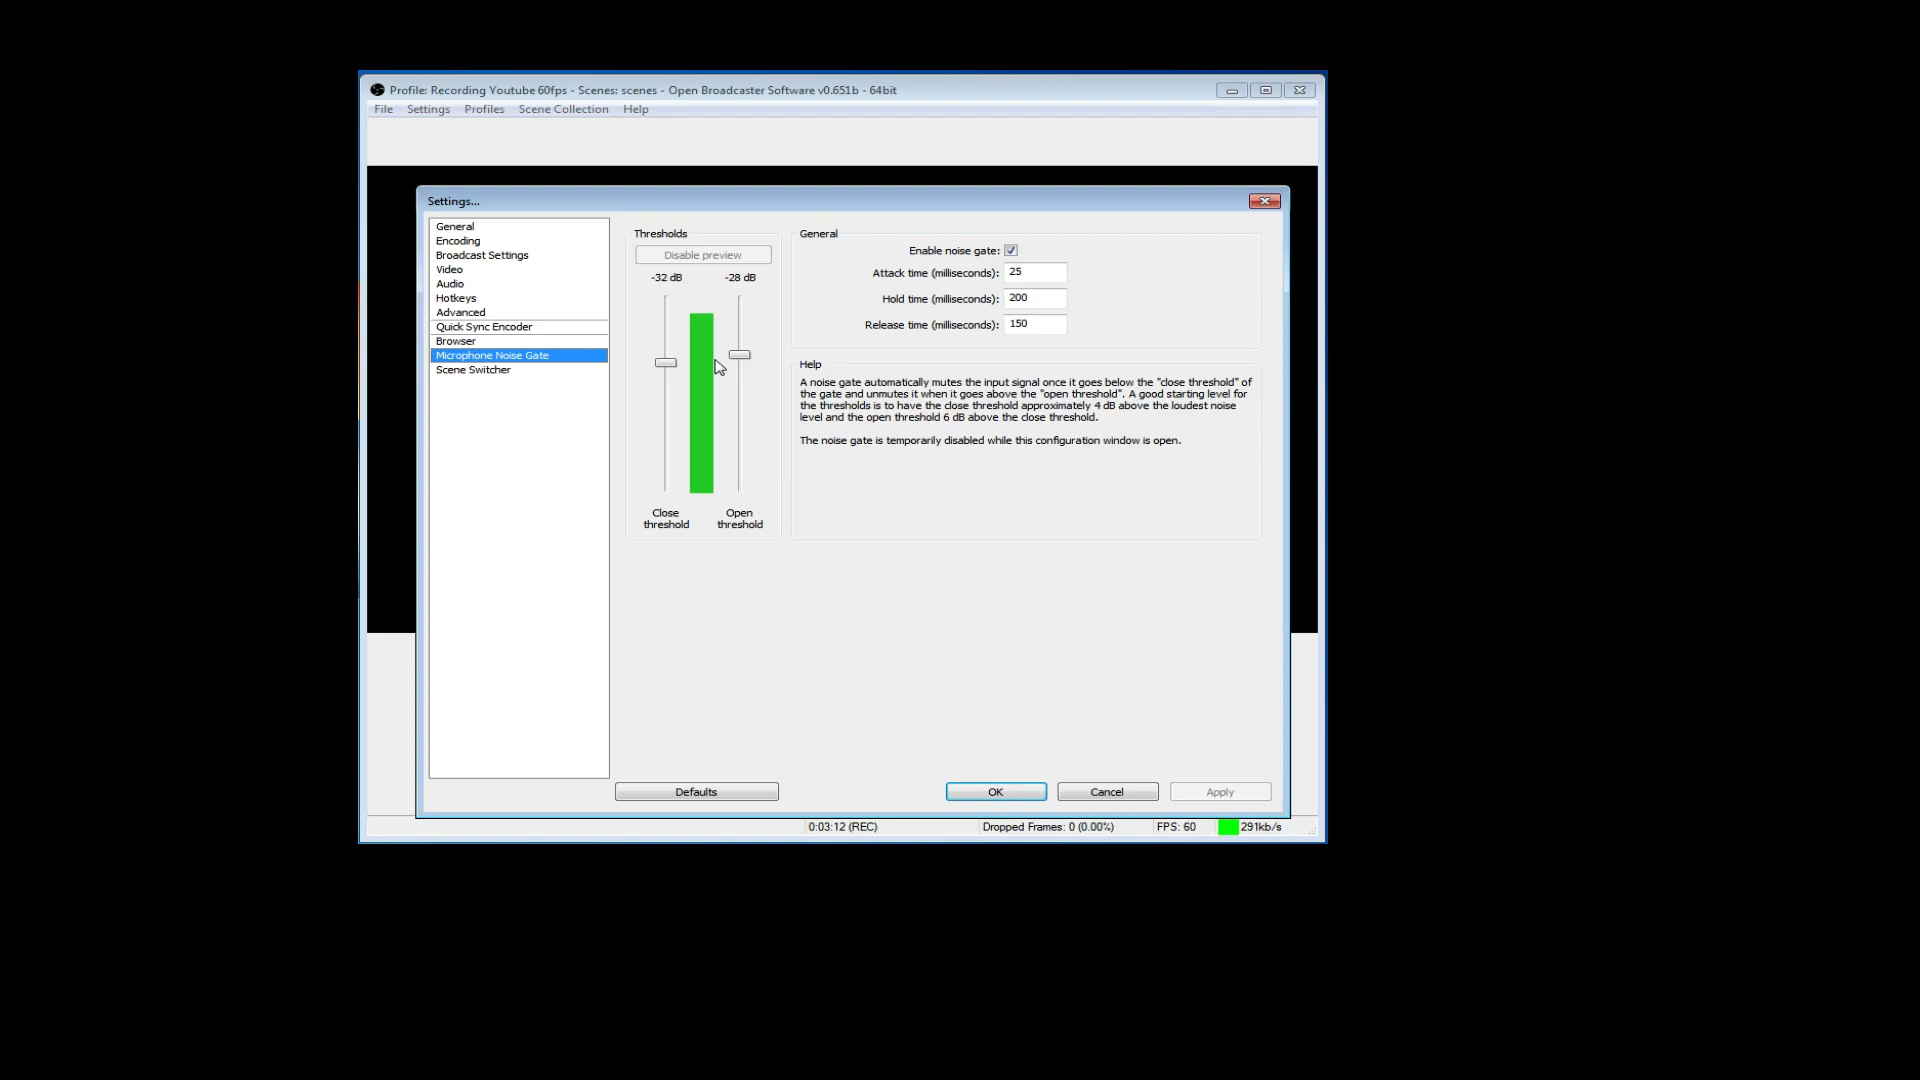 Profile: Recording Youtube 60fps - Scenes: scenes - Open Broadcaster Software v0.651b - 64bit
File Settings Profiles Scene Collection Help
Settings...
General
Encoding
Broadcast Settings
Video
Audio
Hotkeys
Advanced
Quick Sync Encoder
Browser
Microphone Noise Gate
Scene Switcher
Thresholds
Disable preview
-32 dB -28 dB
Close threshold
Open threshold
General
Enable noise gate:
Attack time (milliseconds): 25
Hold time (milliseconds): 200
Release time (milliseconds): 150
Help
A noise gate automatically mutes the input signal once it goes below the "close threshold" of
the gate and unmutes it when it goes above the "open threshold". A good starting level for
the thresholds is to have the close threshold approximately 4 dB above the loudest noise
level and the open threshold 6 dB above the close threshold.
The noise gate is temporarily disabled while this configuration window is open.
Defaults OK Cancel Apply
0:03:12 (REC) Dropped Frames: 0 (0.00%) FPS: 60 291kb/s